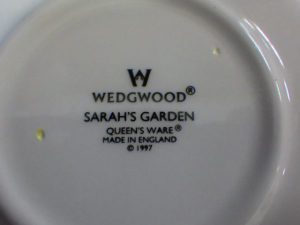 W
WEDGWOOD®
SARAH'S GARDEN
QUEEN'S WARE®
MADE IN ENGLAND
© 1997